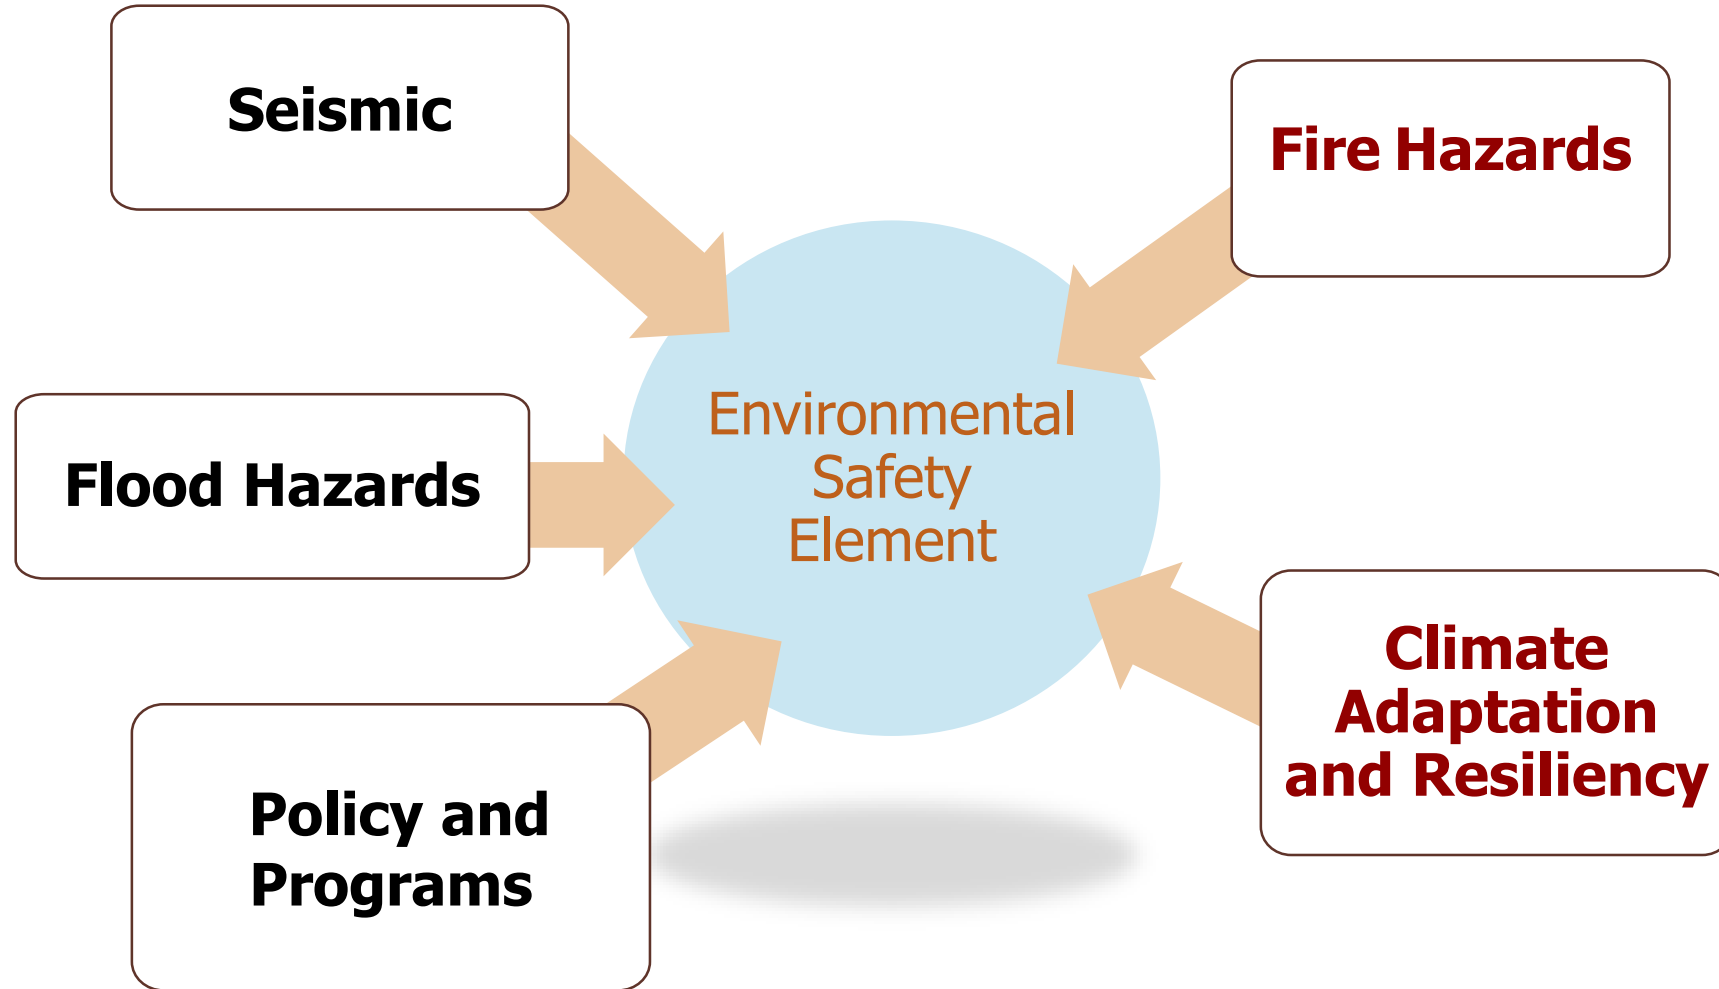 Seismic
Fire Hazards
Flood Hazards
Environmental
Safety
Element
Policy and
Programs
Climate
Adaptation
and Resiliency